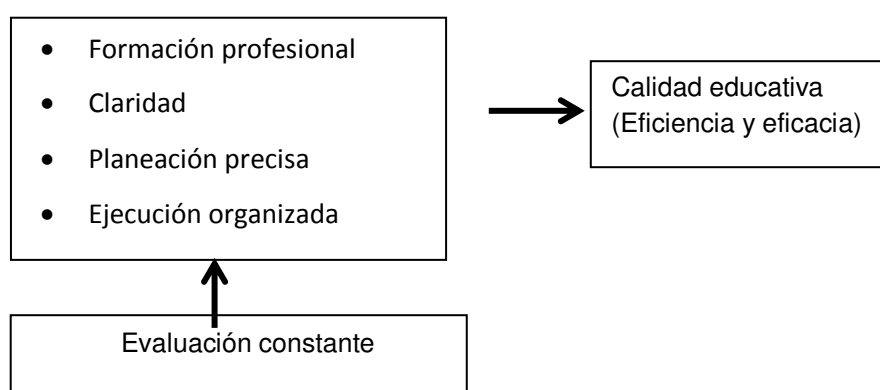 • Formación profesional
• Claridad
• Planeación precisa
• Ejecución organizada
Calidad educativa
(Eficiencia y eficacia)
Evaluación constante